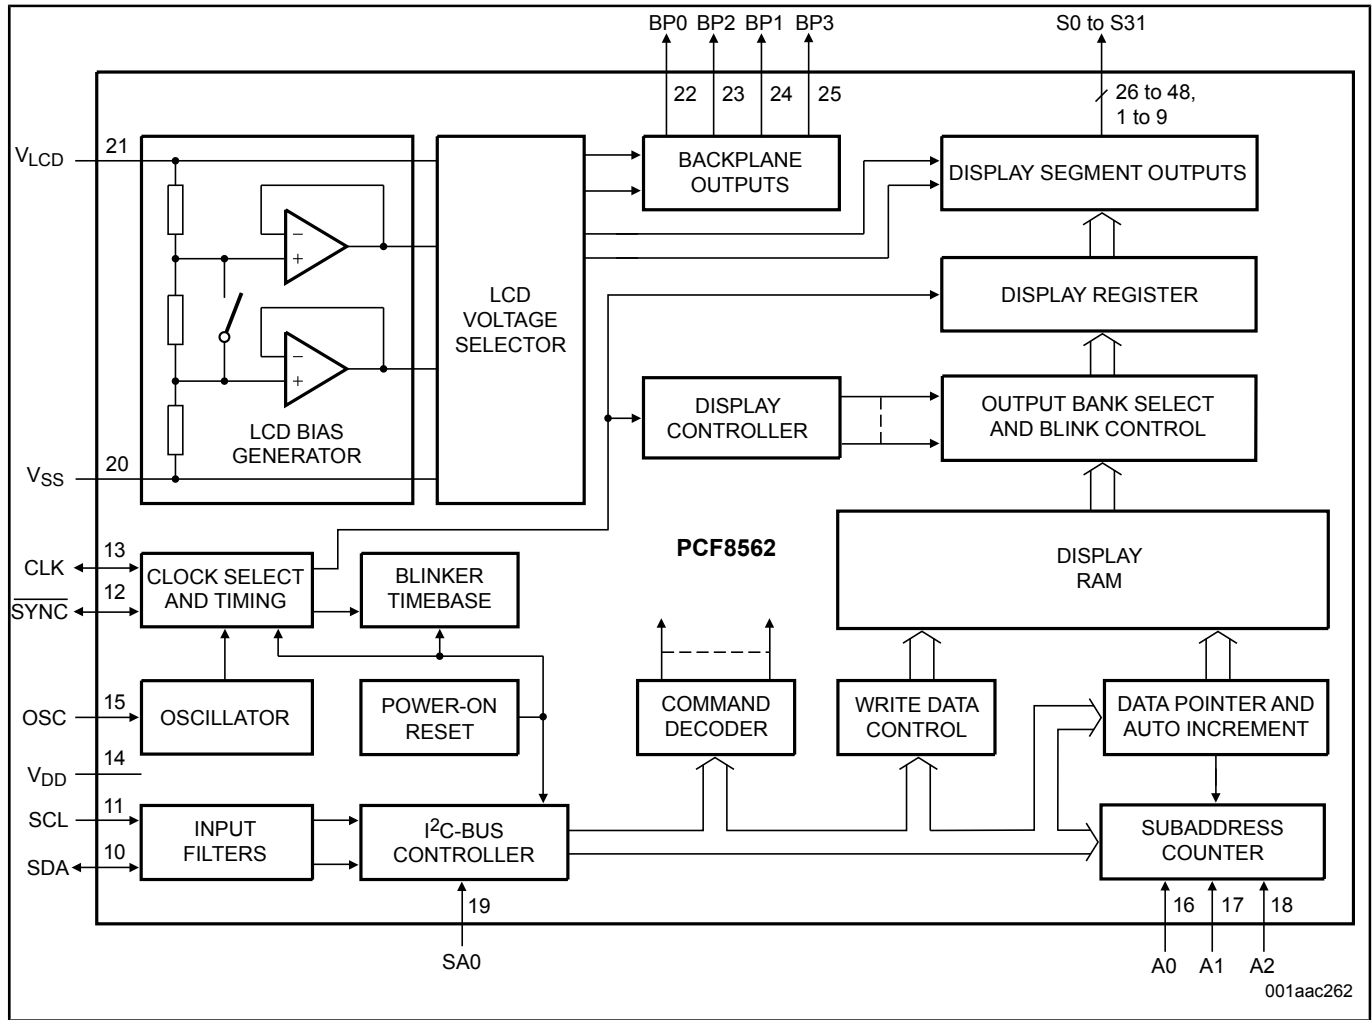 BP0 BP2 BP1 BP3
S0 to S31
22 23 24 25
26 to 48,
1 to 9
VLCD
21
BACKPLANE
OUTPUTS
DISPLAY SEGMENT OUTPUTS
−
+
−
+
LCD
VOLTAGE
SELECTOR
DISPLAY REGISTER
LCD BIAS
GENERATOR
DISPLAY
CONTROLLER
OUTPUT BANK SELECT
AND BLINK CONTROL
VSS
20
CLK
13
SYNC
12
CLOCK SELECT
AND TIMING
BLINKER
TIMEBASE
PCF8562
DISPLAY
RAM
OSC
15
OSCILLATOR
POWER-ON
RESET
COMMAND
DECODER
WRITE DATA
CONTROL
DATA POINTER AND
AUTO INCREMENT
VDD
14
SCL
11
SDA
10
INPUT
FILTERS
I2C-BUS
CONTROLLER
SUBADDRESS
COUNTER
19
16 17 18
SA0
A0 A1 A2
001aac262